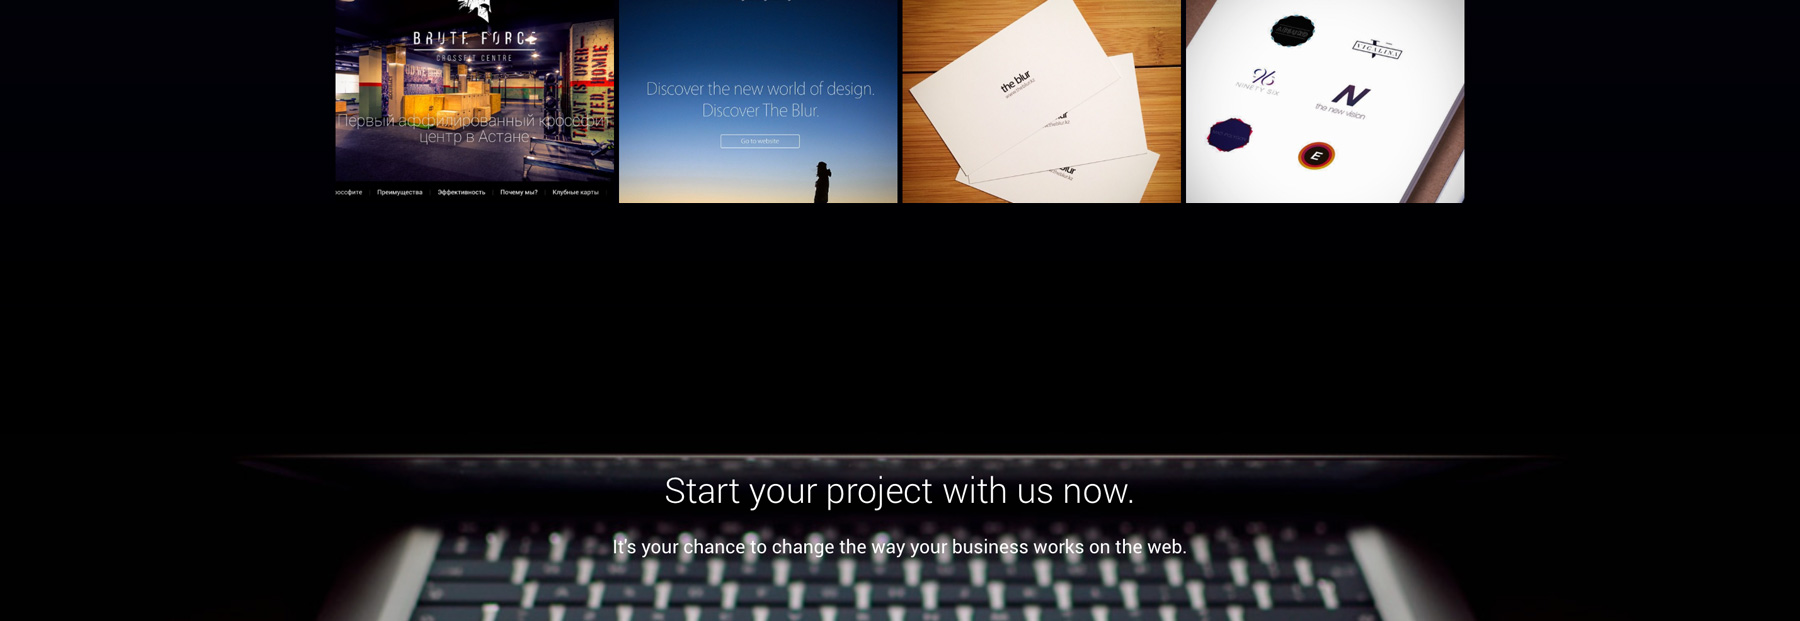 BRUTE FORCE
CROSSFIT CENTRE
Первый аффилированный кроссфит
центр в Астане
россфите
Преимущества
Эффективность
Почему мы?
Клубные карты
Discover the new world of design.
Discover The Blur.
Go to website
the blur
VICALINA
96
NINETY SIX
N
the new vision
E
Start your project with us now.
It's your chance to change the way your business works on the web.